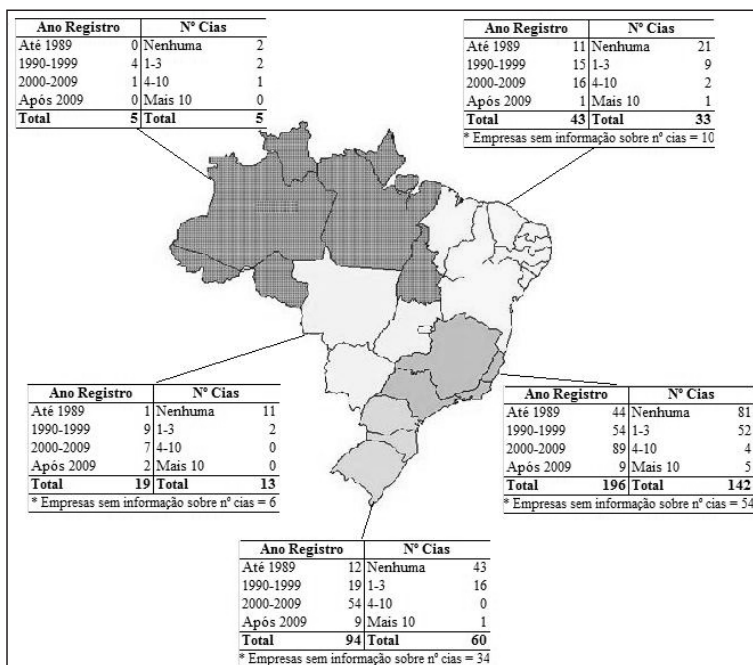 Ano Registro Nº Cias
Até 1989 0 Nenhuma 2
1990-1999 4 1-3 2
2000-2009 1 4-10 1
Após 2009 0 Mais 10 0
Total 5 Total 5
Ano Registro Nº Cias
Até 1989 11 Nenhuma 21
1990-1999 15 1-3 9
2000-2009 16 4-10 2
Após 2009 1 Mais 10 1
Total 43 Total 33
* Empresas sem informação sobre nº cias = 10
Ano Registro Nº Cias
Até 1989 1 Nenhuma 11
1990-1999 9 1-3 2
2000-2009 7 4-10 0
Após 2009 2 Mais 10 0
Total 19 Total 13
* Empresas sem informação sobre nº cias = 6
Ano Registro Nº Cias
Até 1989 44 Nenhuma 81
1990-1999 54 1-3 52
2000-2009 89 4-10 4
Após 2009 9 Mais 10 5
Total 196 Total 142
* Empresas sem informação sobre nº cias = 54
Ano Registro Nº Cias
Até 1989 12 Nenhuma 43
1990-1999 19 1-3 16
2000-2009 54 4-10 0
Após 2009 9 Mais 10 1
Total 94 Total 60
* Empresas sem informação sobre nº cias = 34